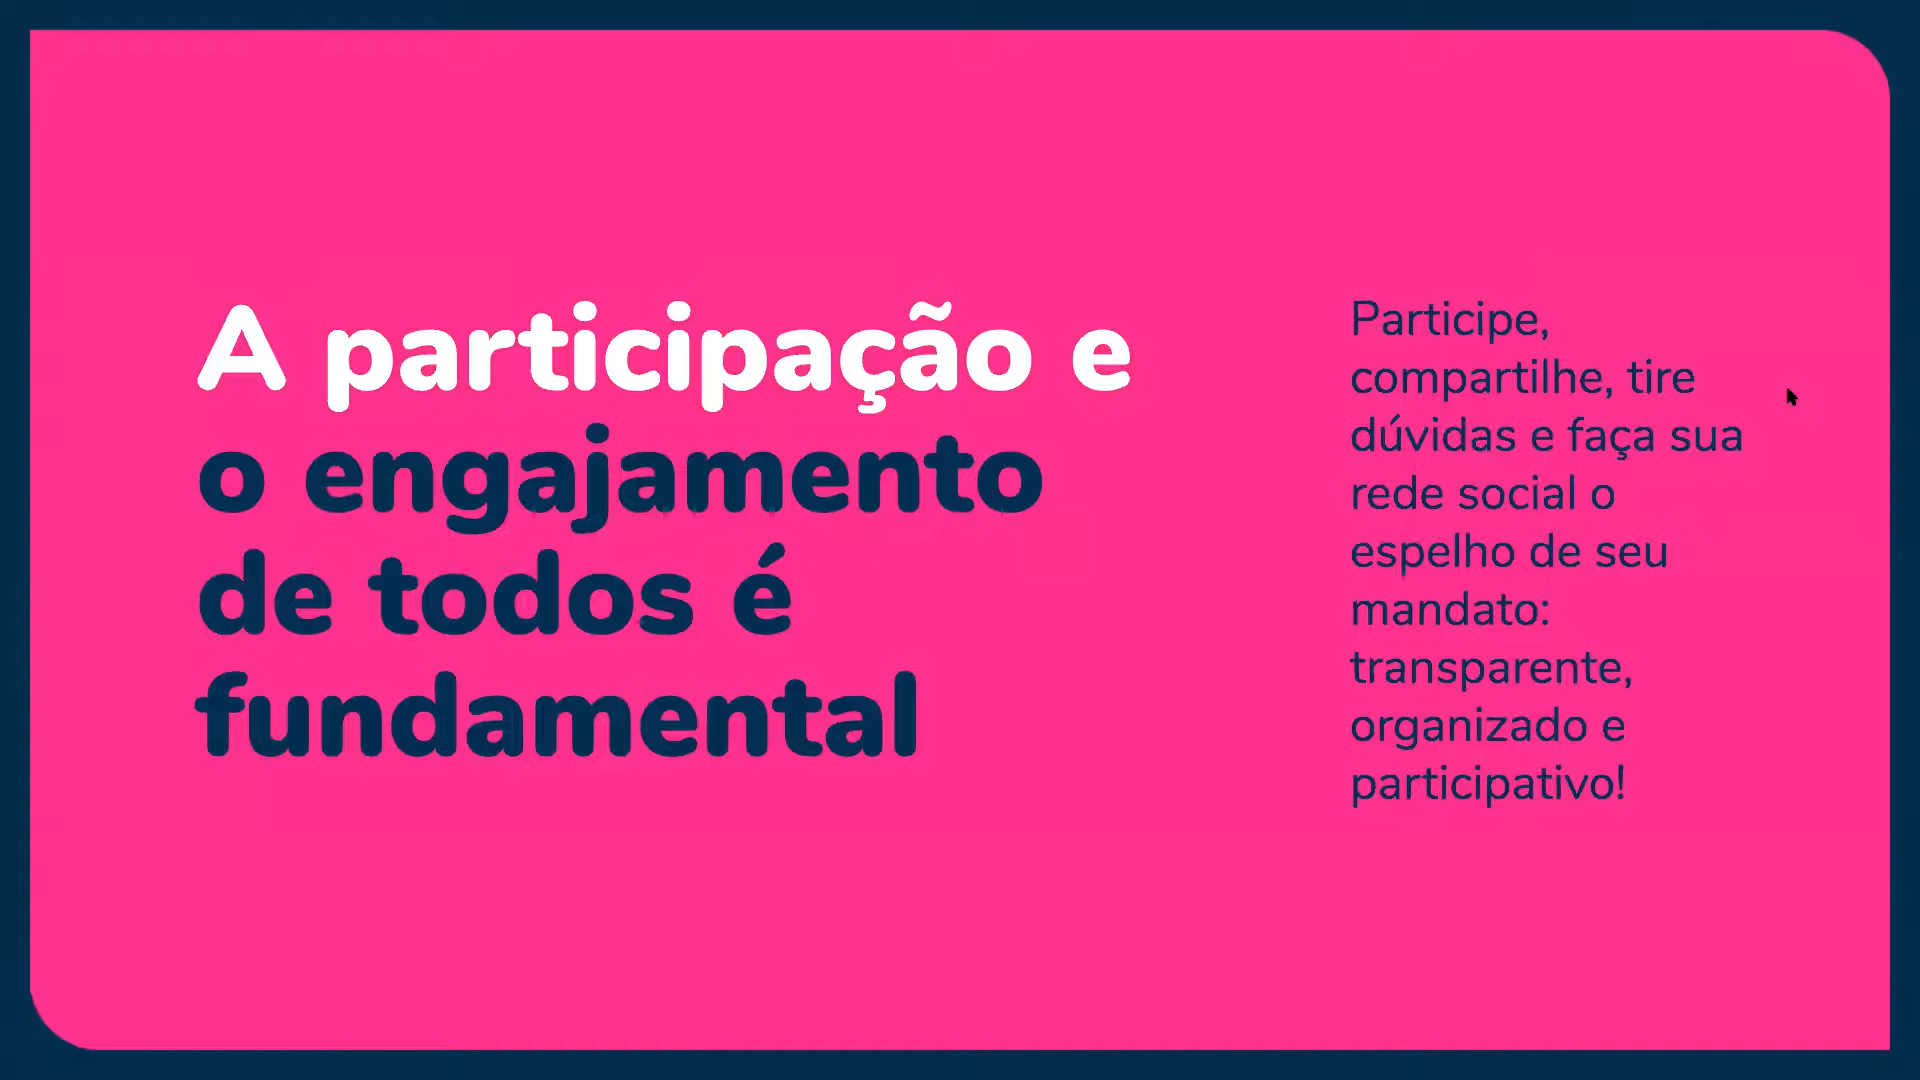 A participação e
o engajamento
de todos é
fundamental
Participe,
compartilhe, tire
dúvidas e faça sua
rede social o
espelho de seu
mandato:
transparente,
organizado e
participativo!